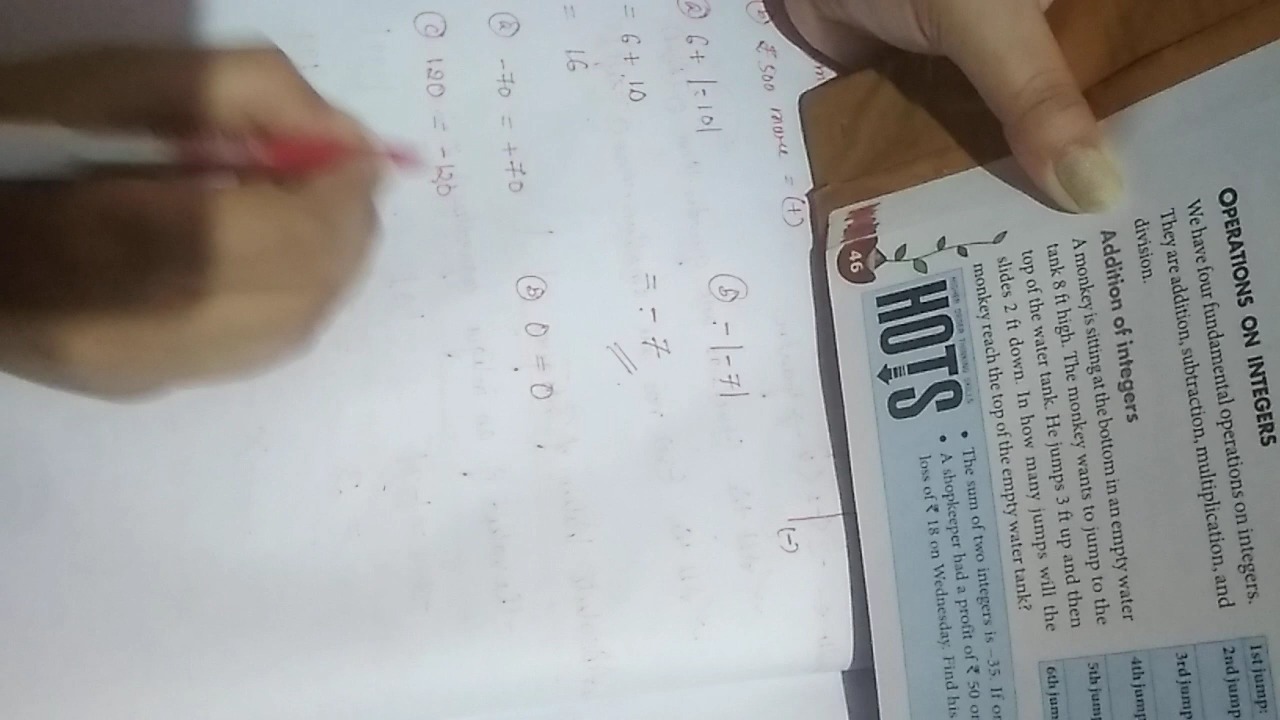 OPERATIONS ON INTEGERS
We have four fundamental operations on integers.
They are addition, subtraction, multiplication, and
division.
Addition of integers
A monkey is sitting at the bottom in an empty water
tank 8 ft high. The monkey wants to jump to the
top of the water tank. He jumps 3 ft up and then
slides 2 ft down. In how many jumps will the
monkey reach the top of the empty water tank?
1st jump:
2nd jump
3rd jump
4th jump
5th jum
6th jum
HIGHER ORDER THINKING SKILLS
HOTS
• The sum of two integers is –35. If
• A shopkeeper had a profit of ₹ 50
loss of ₹ 18 on Wednesday. Find his
46
(b) ₹ 500 more = (+)
(-)
(a) 6 + |-10|
= 6 + 10
= 16
(b) - |-7|
= - 7
(a) -70 = +70
(b) 0 = 0
(c) 120 = -120